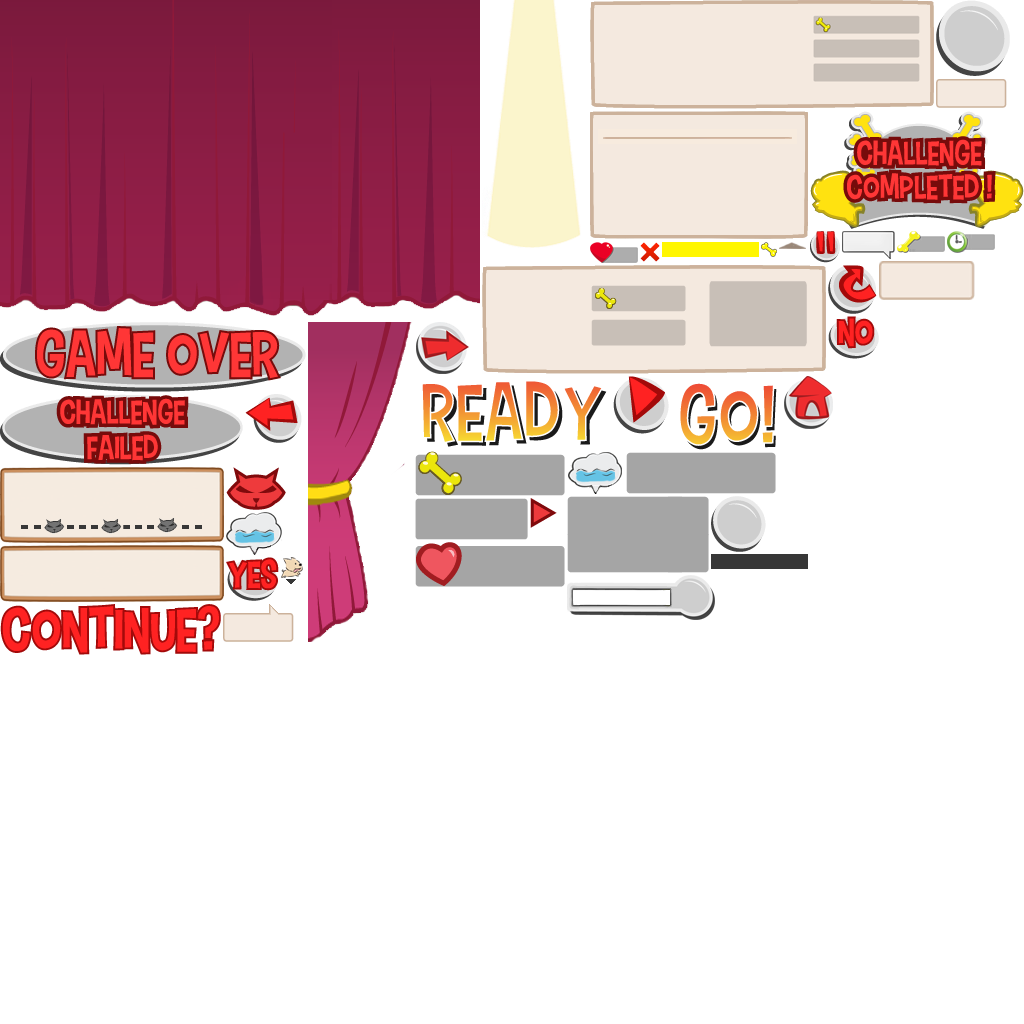 CHALLENGE
COMPLETED!
GAME OVER
NO
CHALLENGE
FAILED
READY
GO!
YES
CONTINUE?